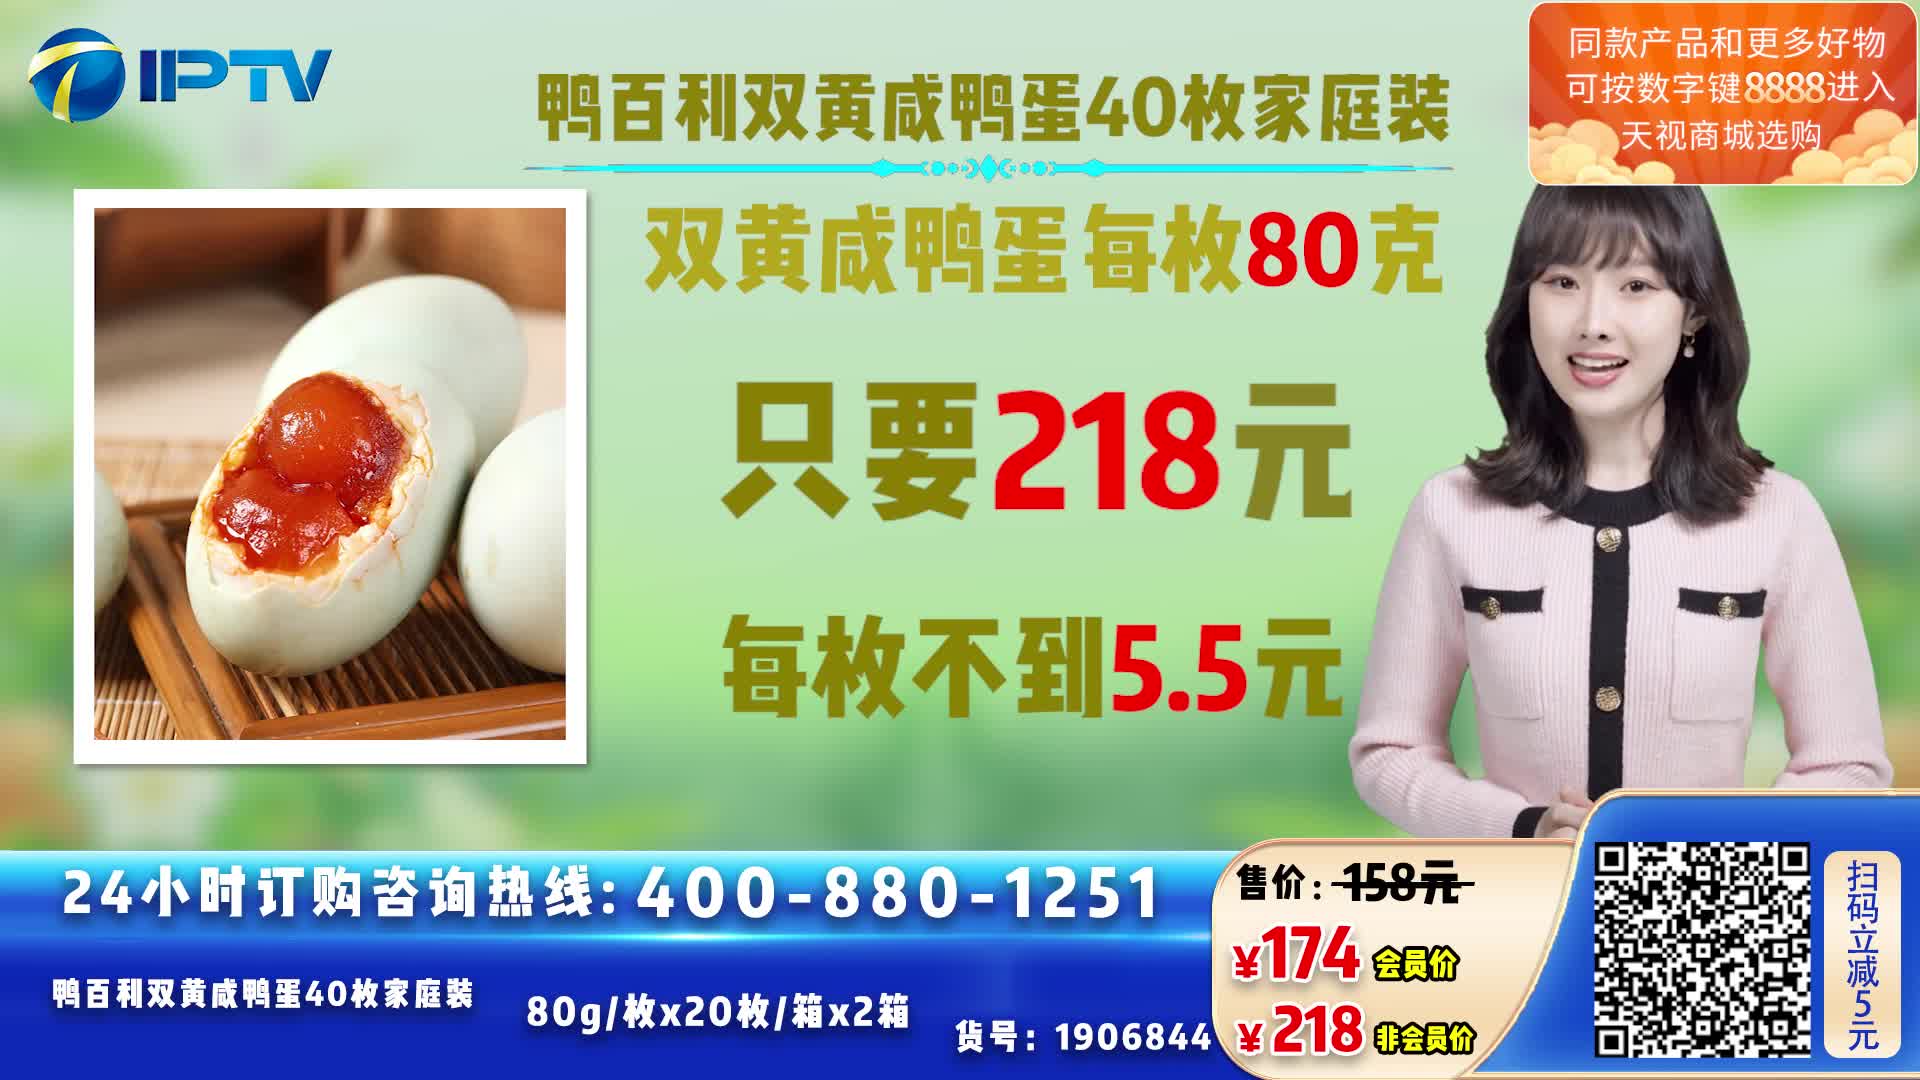 IPTV
鸭百利双黄咸鸭蛋40枚家庭装
同款产品和更多好物
可按数字键8888进入
天视商城选购
双黄咸鸭蛋每枚80克
只要218元
每枚不到5.5元
24小时订购咨询热线:400-880-1251
鸭百利双黄咸鸭蛋40枚家庭装
80g/枚x20枚/箱x2箱
货号：1906844
售价：158元
¥174 会员价
¥218 非会员价
扫码立减5元